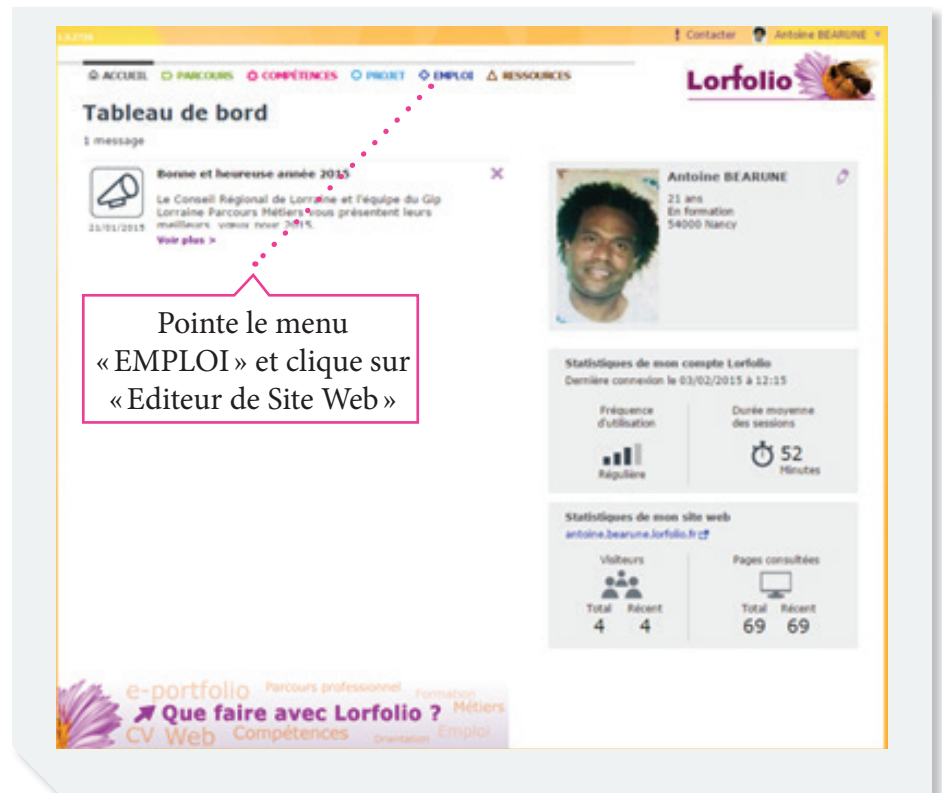 ! Contacter Antoine BEARUNE
ACCUEIL PARCOURS COMPÉTENCES PROJET EMPLOI RESSOURCES
Lorfolio
Tableau de bord
1 message
Bonne et heureuse année 2015
Le Conseil Régional de Lorraine et l'équipe du Gip
Lorraine Parcours Métiers vous présentent leurs
meilleurs vœux pour 2015.
21/01/2015
Voir plus >
Antoine BEARUNE
21 ans
En formation
54000 Nancy
Pointe le menu
« EMPLOI » et clique sur
« Editeur de Site Web »
Statistiques de mon compte Lorfolio
Dernière connexion le 03/02/2015 à 12:15
Fréquence d'utilisation
Régulière
Durée moyenne des sessions
52
Minutes
Statistiques de mon site web
antoine.bearune.lorfolio.fr
Visiteurs
Total Récent
4 4
Pages consultées
Total Récent
69 69
e-portfolio Parcours professionnel Formation
Que faire avec Lorfolio ? Métiers
CV Web Compétences Orientation Emploi